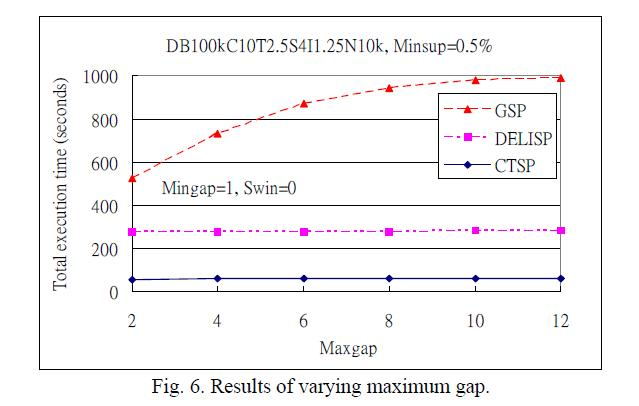 DB100kC10T2.5S4I1.25N10k, Minsup=0.5%
Total execution time (seconds)
1000
800
600
400
200
0
GSP
DELISP
CTSP
Mingap=1, Swin=0
2 4 6 8 10 12
Maxgap
Fig. 6. Results of varying maximum gap.